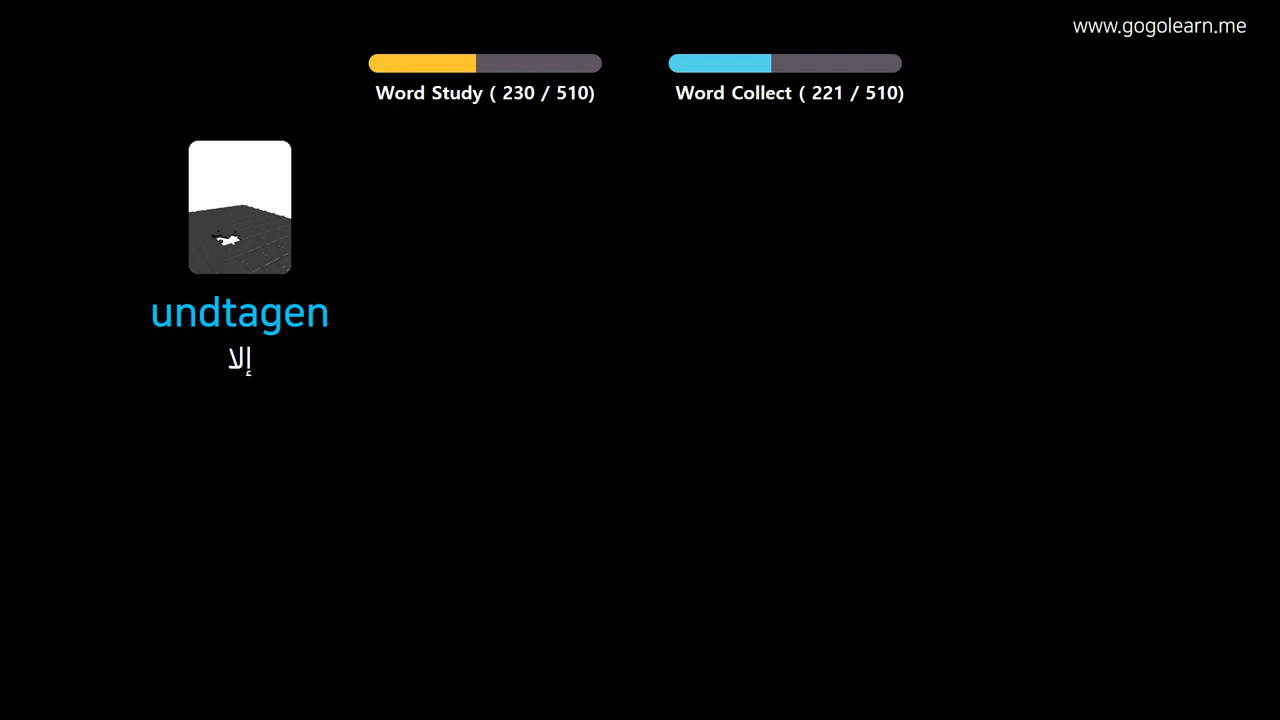 www.gogolearn.me
Word Study ( 230 / 510)
Word Collect ( 221 / 510)
undtagen
إلا